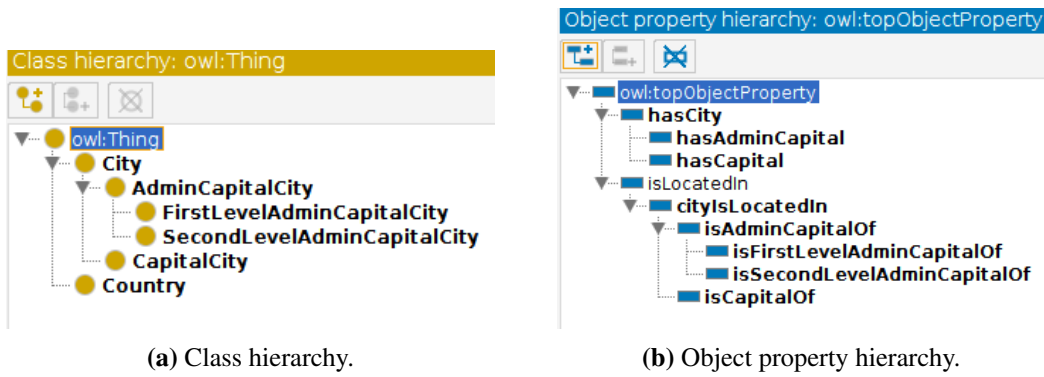 Class hierarchy: owl:Thing
owl:Thing
City
AdminCapitalCity
FirstLevelAdminCapitalCity
SecondLevelAdminCapitalCity
CapitalCity
Country
(a) Class hierarchy.
Object property hierarchy: owl:topObjectProperty
owl:topObjectProperty
hasCity
hasAdminCapital
hasCapital
isLocatedIn
cityIsLocatedIn
isAdminCapitalOf
isFirstLevelAdminCapitalOf
isSecondLevelAdminCapitalOf
isCapitalOf
(b) Object property hierarchy.